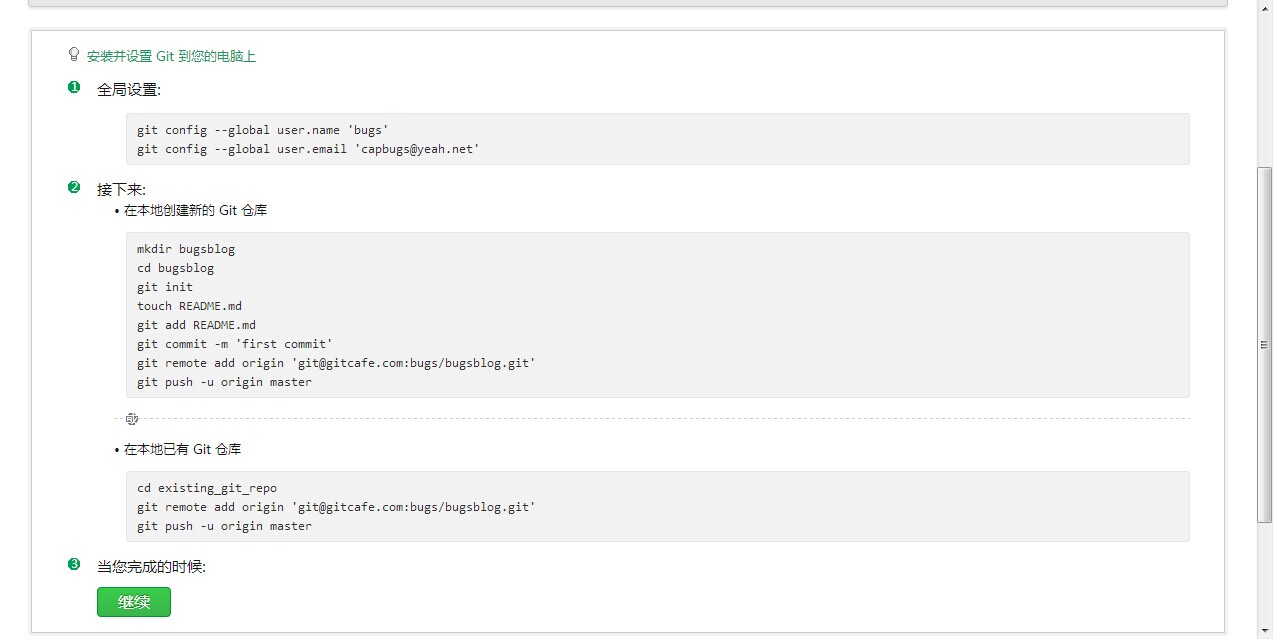 安装并设置 Git 到您的电脑上
1 全局设置:
git config --global user.name 'bugs'
git config --global user.email 'capbugs@yeah.net'
2 接下来:
• 在本地创建新的 Git 仓库
mkdir bugsblog
cd bugsblog
git init
touch README.md
git add README.md
git commit -m 'first commit'
git remote add origin 'git@gitcafe.com:bugs/bugsblog.git'
git push -u origin master
或
• 在本地已有 Git 仓库
cd existing_git_repo
git remote add origin 'git@gitcafe.com:bugs/bugsblog.git'
git push -u origin master
3 当您完成的时候:
继续